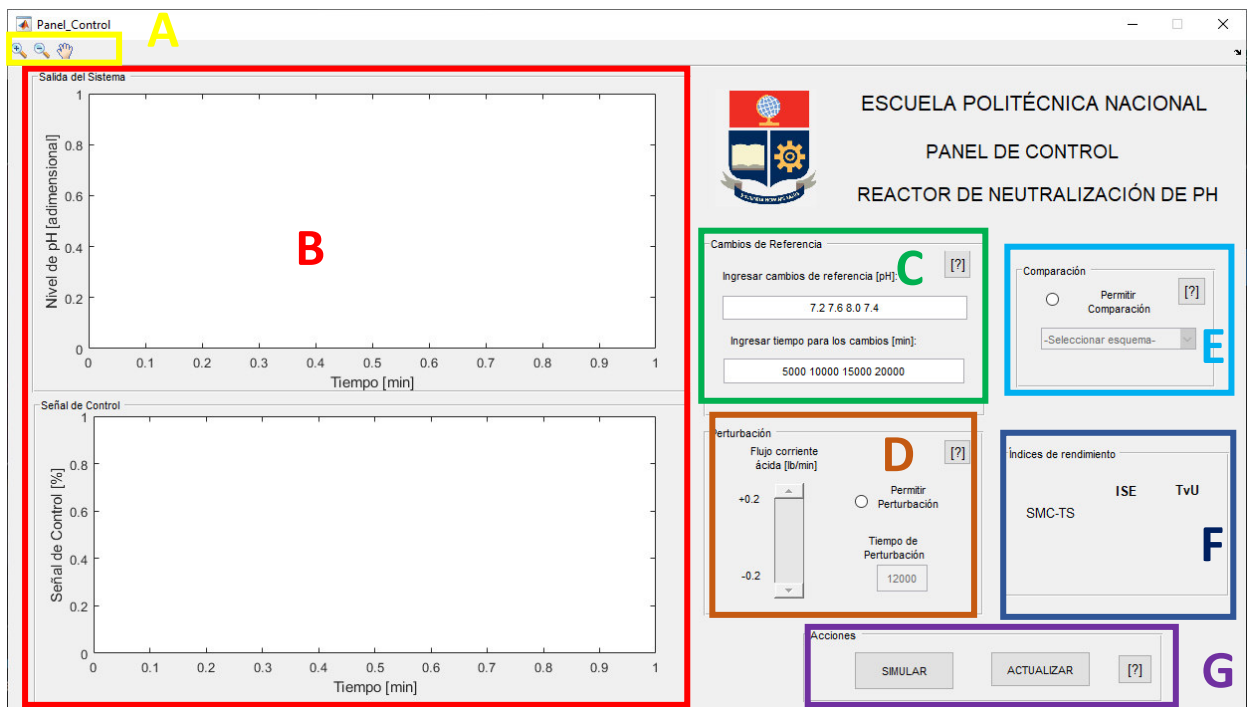 Panel_Control
A
Salida del Sistema
Nivel de pH [adimensional]
1
0.8
0.6
0.4
0.2
0
0 0.1 0.2 0.3 0.4 0.5 0.6 0.7 0.8 0.9 1
Tiempo [min]
B
Señal de Control
Señal de Control [%]
1
0.8
0.6
0.4
0.2
0
0 0.1 0.2 0.3 0.4 0.5 0.6 0.7 0.8 0.9 1
Tiempo [min]
ESCUELA POLITÉCNICA NACIONAL
PANEL DE CONTROL
REACTOR DE NEUTRALIZACIÓN DE PH
Cambios de Referencia
C
[?]
Ingresar cambios de referencia [pH]:
7.2 7.6 8.0 7.4
Ingresar tiempo para los cambios [min]:
5000 10000 15000 20000
Comparación
Permitir
Comparación
[?]
-Seleccionar esquema-
E
Perturbación
D
[?]
Flujo corriente
ácida [lb/min]
+0.2
-0.2
Permitir
Perturbación
Tiempo de
Perturbación
12000
Índices de rendimiento
ISE TvU
SMC-TS
F
Acciones
SIMULAR ACTUALIZAR [?]
G